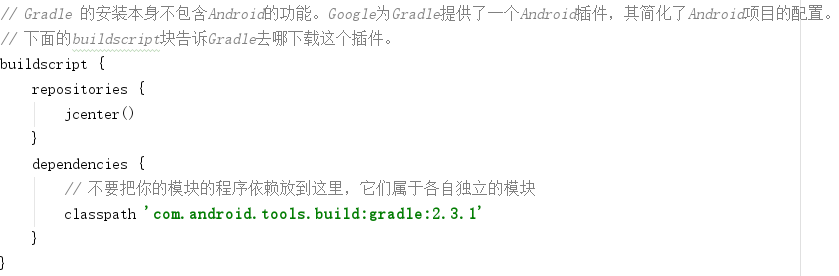 // Gradle 的安装本身不包含Android的功能。Google为Gradle提供了一个Android插件，其简化了Android项目的配置。
// 下面的buildscript块告诉Gradle去哪下载这个插件。
buildscript {
    repositories {
        jcenter()
    }
    dependencies {
        // 不要把你的模块的程序依赖放到这里，它们属于各自独立的模块
        classpath 'com.android.tools.build:gradle:2.3.1'
    }
}